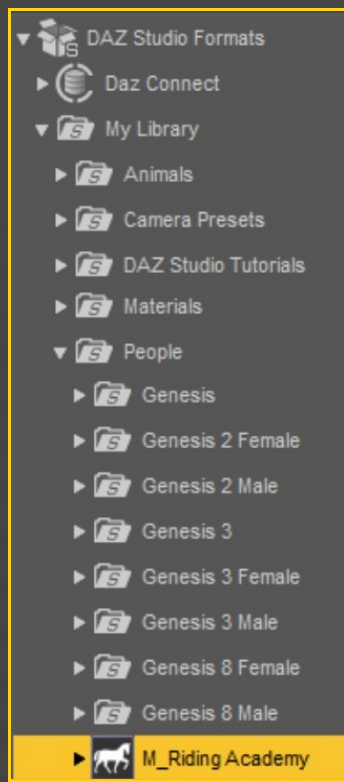 DAZ Studio Formats
Daz Connect
My Library
Animals
Camera Presets
DAZ Studio Tutorials
Materials
People
Genesis
Genesis 2 Female
Genesis 2 Male
Genesis 3
Genesis 3 Female
Genesis 3 Male
Genesis 8 Female
Genesis 8 Male
M_Riding Academy